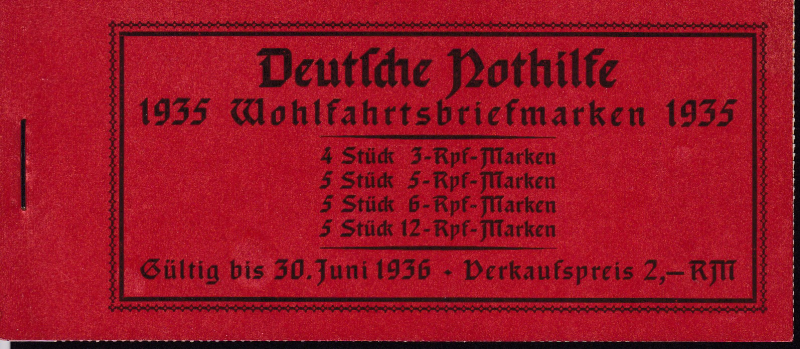 Deutſche Nothilfe
1935 Wohlfahrtsbriefmarken 1935
4 Stück 3-Rpf-Marken
5 Stück 5-Rpf-Marken
5 Stück 6-Rpf-Marken
5 Stück 12-Rpf-Marken
Gültig bis 30. Juni 1936 · Verkaufspreis 2,— RM